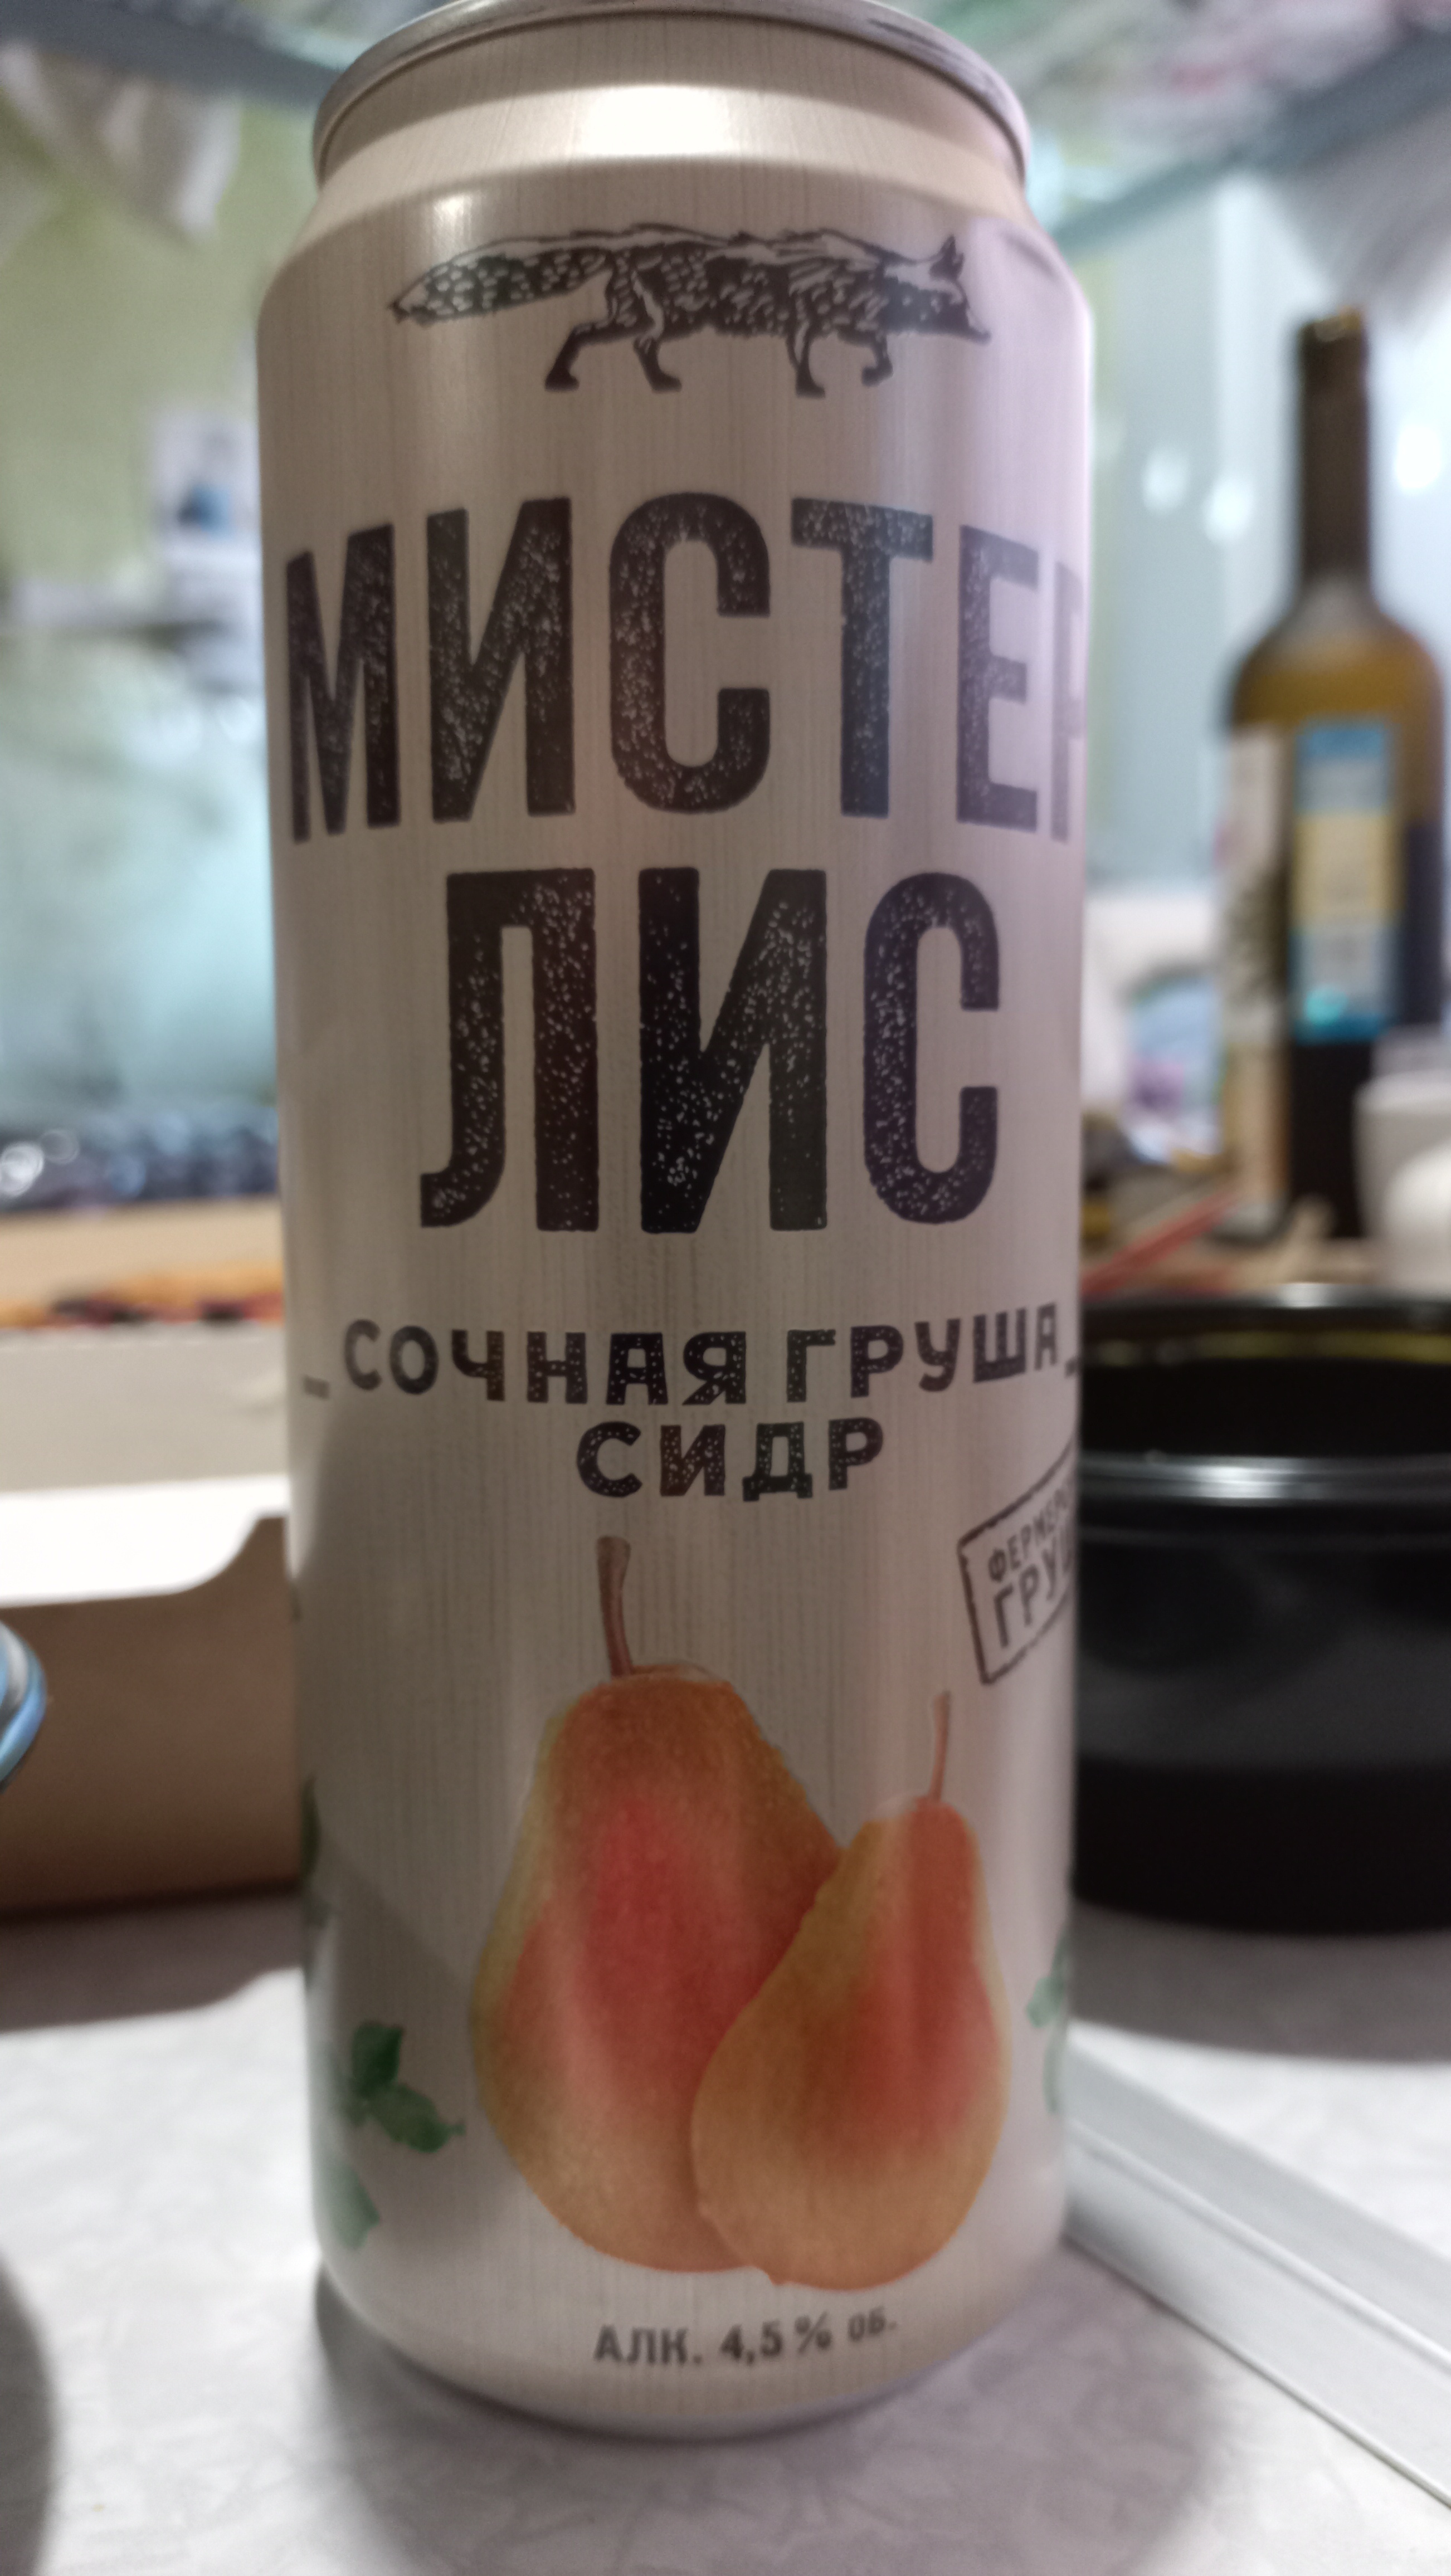 МИСТЕР
ЛИС
СОЧНАЯ ГРУША
СИДР
АЛК. 4,5 % ОБ.